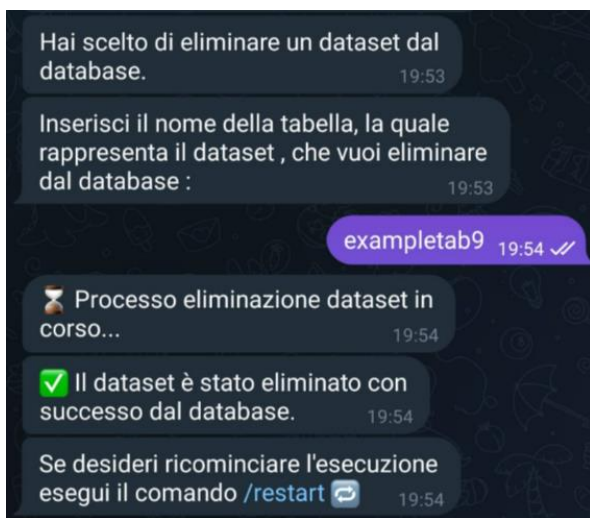 Hai scelto di eliminare un dataset dal
database.
19:53
Inserisci il nome della tabella, la quale
rappresenta il dataset , che vuoi eliminare
dal database :
19:53
exampletab9 19:54
⏳ Processo eliminazione dataset in
corso...
19:54
✅ Il dataset è stato eliminato con
successo dal database.
19:54
Se desideri ricominciare l'esecuzione
esegui il comando /restart 🔁
19:54